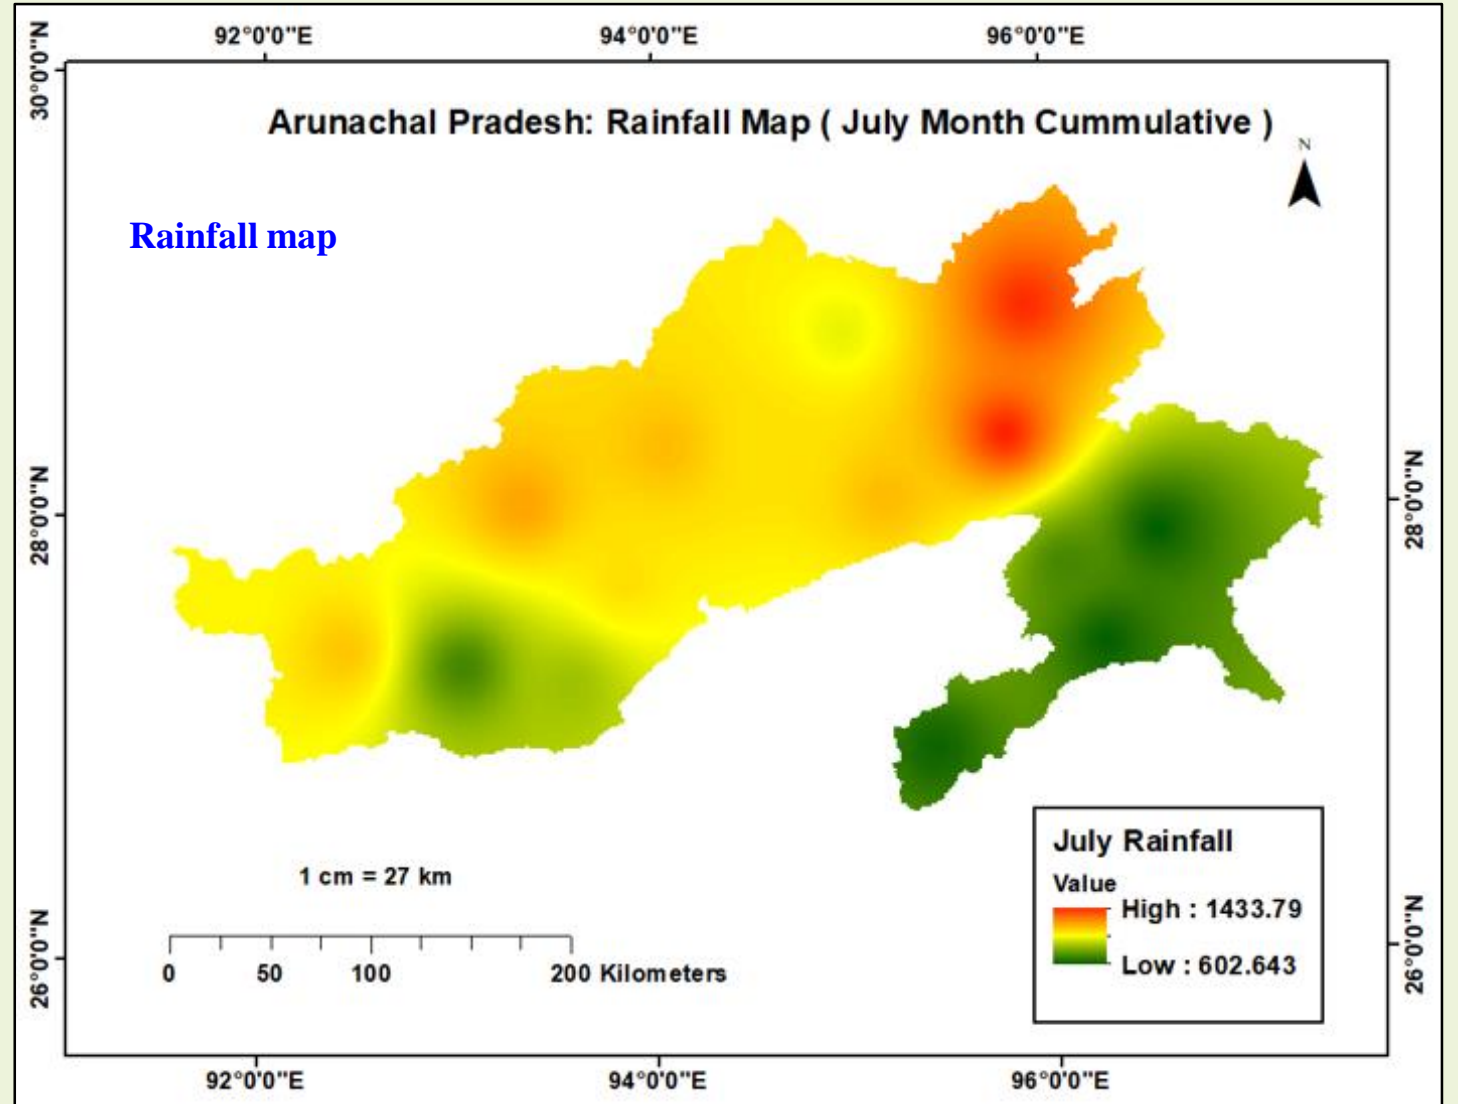 92°0'0"E 94°0'0"E 96°0'0"E
30°0'0"N
Arunachal Pradesh: Rainfall Map ( July Month Cummulative )
N
Rainfall map
28°0'0"N 28°0'0"N
July Rainfall
Value
High : 1433.79
Low : 602.643
1 cm = 27 km
0 50 100 200 Kilometers
26°0'0"N 26°0'0"N
92°0'0"E 94°0'0"E 96°0'0"E